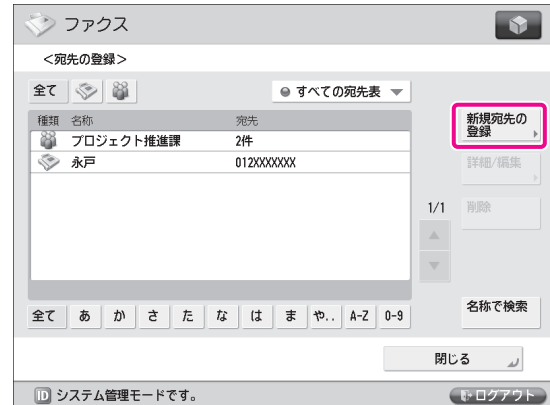 ファクス
<宛先の登録>
全て
すべての宛先表
種類 名称 宛先
プロジェクト推進課 2件
永戸 012XXXXXXX
新規宛先の
登録
詳細/編集
1/1
削除
全て あ か さ た な は ま や.. A-Z 0-9
名称で検索
閉じる
ID システム管理モードです。
ログアウト